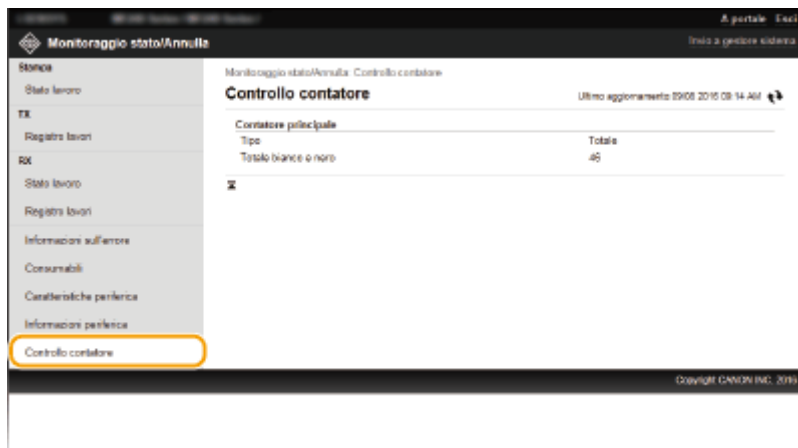 A portale Esci
Monitoraggio stato/Annulla
Invio a gestore sistema
Stampa
Stato lavoro
TX
Registro lavori
RX
Stato lavoro
Registro lavori
Informazioni sull'errore
Consumabili
Caratteristiche periferica
Informazioni periferica
Controllo contatore
Monitoraggio stato/Annulla: Controllo contatore
Controllo contatore
Ultimo aggiornamento 09/08 2016 09:14 AM
Contatore principale
Tipo Totale
Totale bianco e nero 46
Copyright CANON INC. 2016